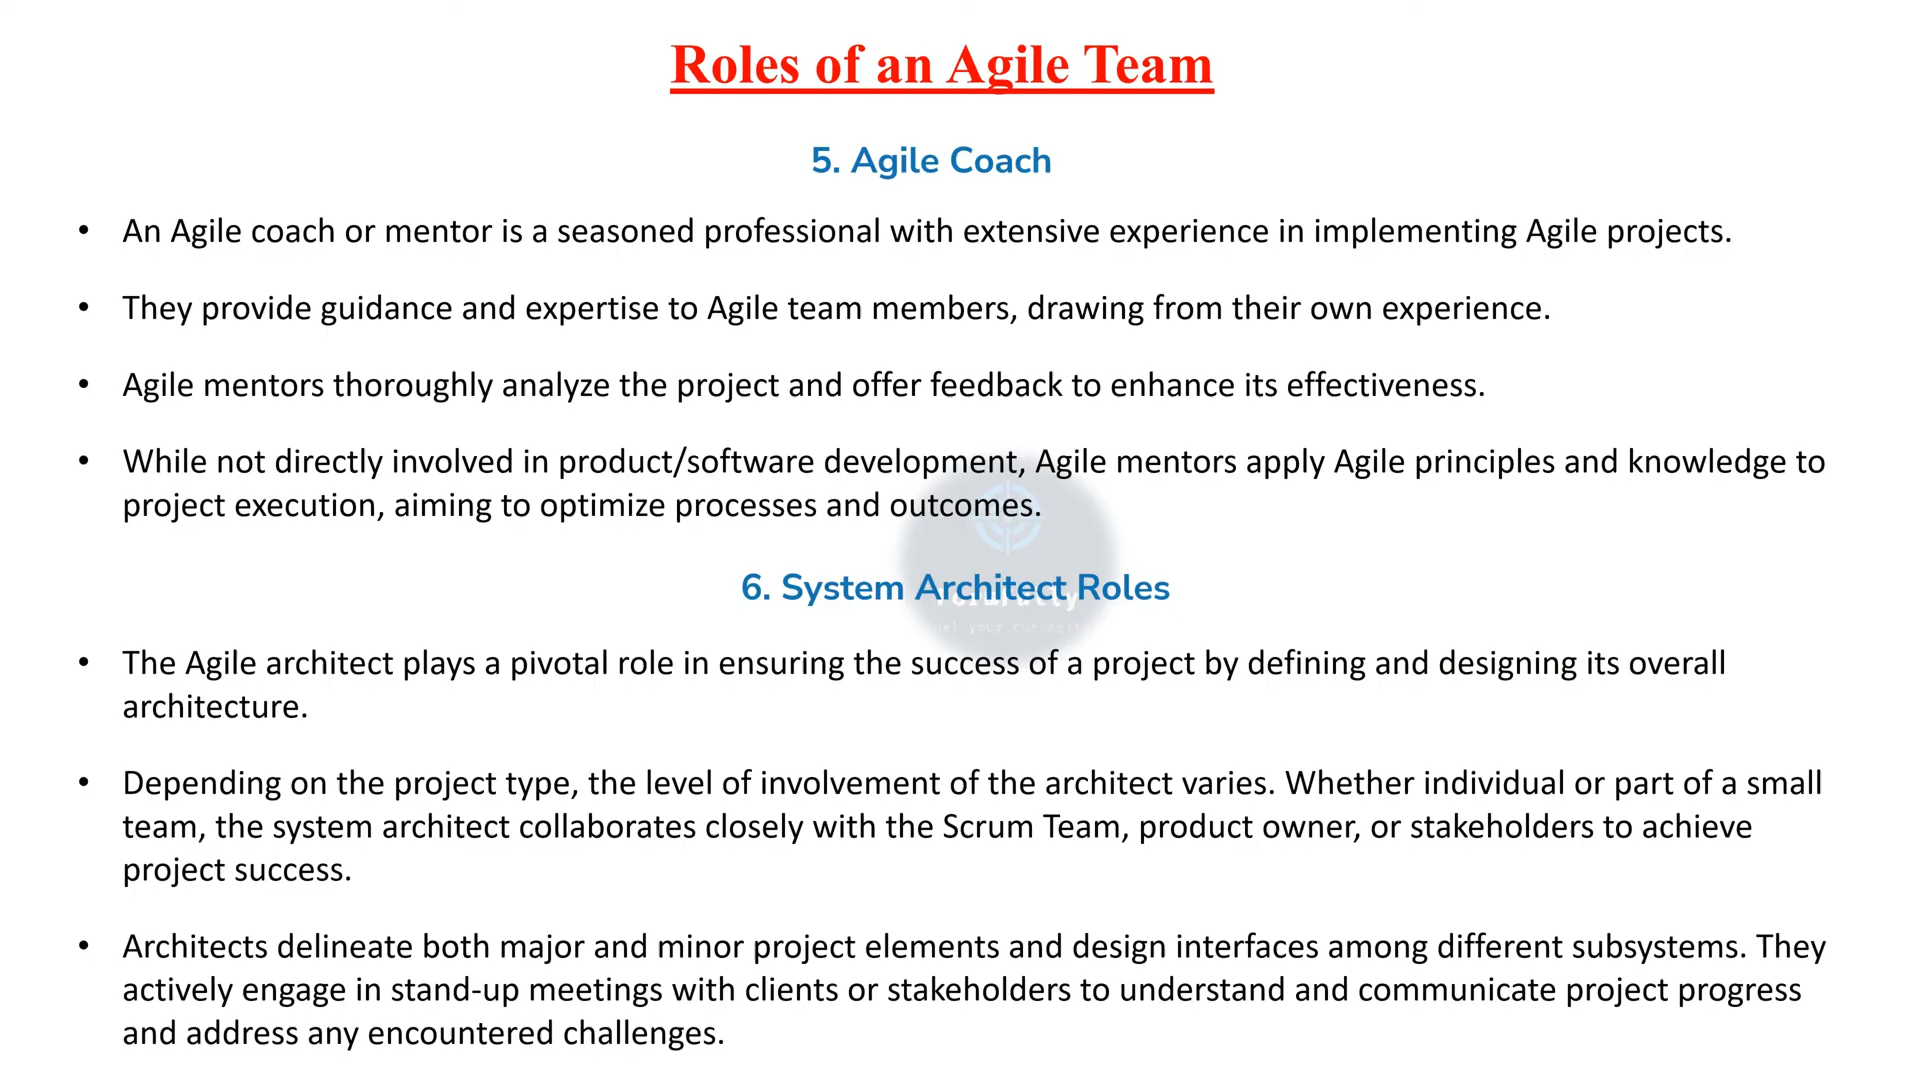 Roles of an Agile Team
5. Agile Coach
• An Agile coach or mentor is a seasoned professional with extensive experience in implementing Agile projects.
• They provide guidance and expertise to Agile team members, drawing from their own experience.
• Agile mentors thoroughly analyze the project and offer feedback to enhance its effectiveness.
• While not directly involved in product/software development, Agile mentors apply Agile principles and knowledge to
project execution, aiming to optimize processes and outcomes.
6. System Architect Roles
• The Agile architect plays a pivotal role in ensuring the success of a project by defining and designing its overall
architecture.
• Depending on the project type, the level of involvement of the architect varies. Whether individual or part of a small
team, the system architect collaborates closely with the Scrum Team, product owner, or stakeholders to achieve
project success.
• Architects delineate both major and minor project elements and design interfaces among different subsystems. They
actively engage in stand-up meetings with clients or stakeholders to understand and communicate project progress
and address any encountered challenges.